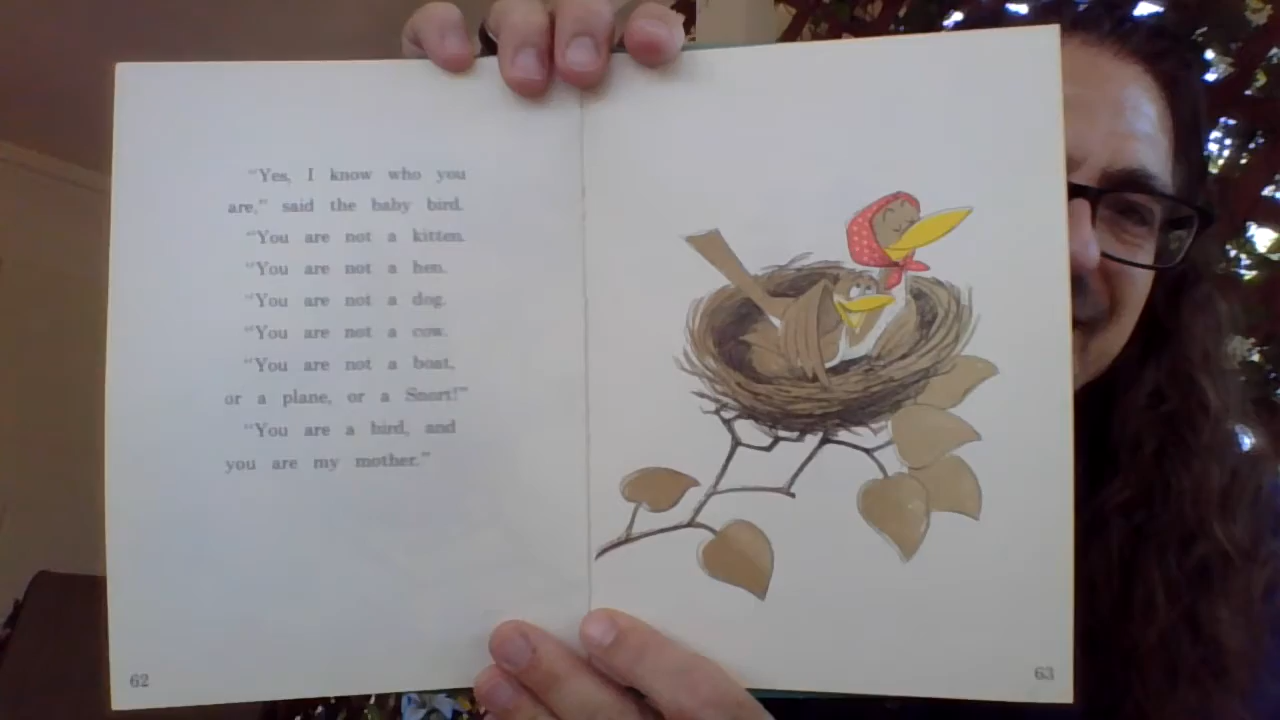 "Yes, I know who you
are," said the baby bird.
"You are not a kitten.
"You are not a hen.
"You are not a dog.
"You are not a cow.
"You are not a boat,
or a plane, or a Snort!"
"You are a bird, and
you are my mother."
62
63